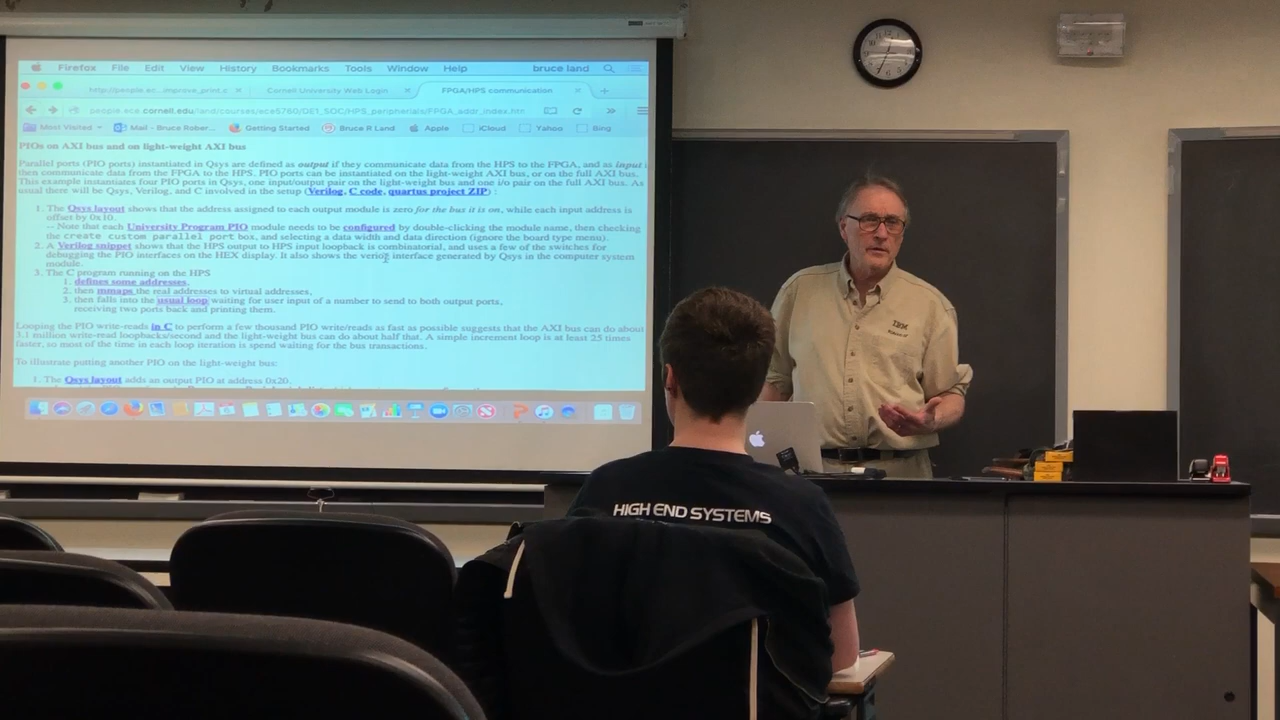 Firefox File Edit View History Bookmarks Tools Window Help bruce land
http://people.ec...improve_print.c Cornell University Web Login FPGA/HPS communication
people.ece.cornell.edu/land/courses/ece5760/DE1_SOC/HPS_peripherials/FPGA_addr_index.htm
Most Visited Mail - Bruce Rober... Getting Started Bruce R Land Apple iCloud Yahoo Bing
PIOs on AXI bus and on light-weight AXI bus
Parallel ports (PIO ports) instantiated in Qsys are defined as output if they communicate data from the HPS to the FPGA, and as input i
then communicate data from the FPGA to the HPS. PIO ports can be instantiated on the light-weight AXI bus, or on the full AXI bus.
This example instantiates four PIO ports in Qsys, one input/output pair on the light-weight bus and one i/o pair on the full AXI bus. As
usual there will be Qsys, Verilog, and C involved in the setup (Verilog, C code, quartus project ZIP) :
1. The Qsys layout shows that the address assigned to each output module is zero for the bus it is on, while each input address is
offset by 0x10.
-- Note that each University Program PIO module needs to be configured by double-clicking the module name, then checking
the create custom parallel port box, and selecting a data width and data direction (ignore the board type menu).
2. A Verilog snippet shows that the HPS output to HPS input loopback is combinatorial, and uses a few of the switches for
debugging the PIO interfaces on the HEX display. It also shows the verilog interface generated by Qsys in the computer system
module.
3. The C program running on the HPS
1. defines some addresses,
2. then mmaps the real addresses to virtual addresses,
3. then falls into the usual loop waiting for user input of a number to send to both output ports,
receiving two ports back and printing them.
Looping the PIO write-reads in C to perform a few thousand PIO write/reads as fast as possible suggests that the AXI bus can do about
3.1 million write-read loopbacks/second and the light-weight bus can do about half that. A simple increment loop is at least 25 times
faster, so most of the time in each loop iteration is spend waiting for the bus transactions.
To illustrate putting another PIO on the light-weight bus:
1. The Qsys layout adds an output PIO at address 0x20.
IBM
HIGH END SYSTEMS